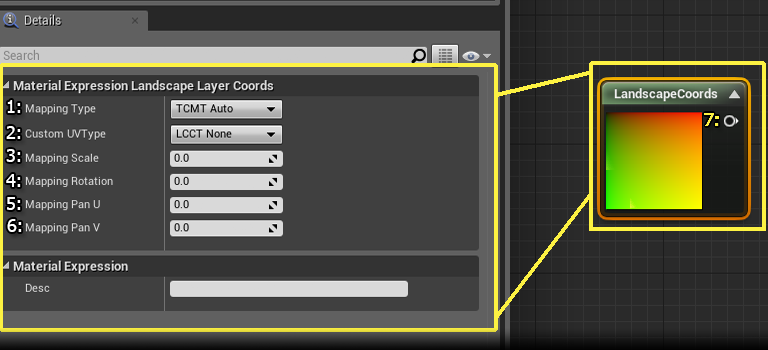 Details
Search
Material Expression Landscape Layer Coords
1: Mapping Type TCMT Auto
2: Custom UVType LCCT None
3: Mapping Scale 0.0
4: Mapping Rotation 0.0
5: Mapping Pan U 0.0
6: Mapping Pan V 0.0
Material Expression
Desc
LandscapeCoords
7: